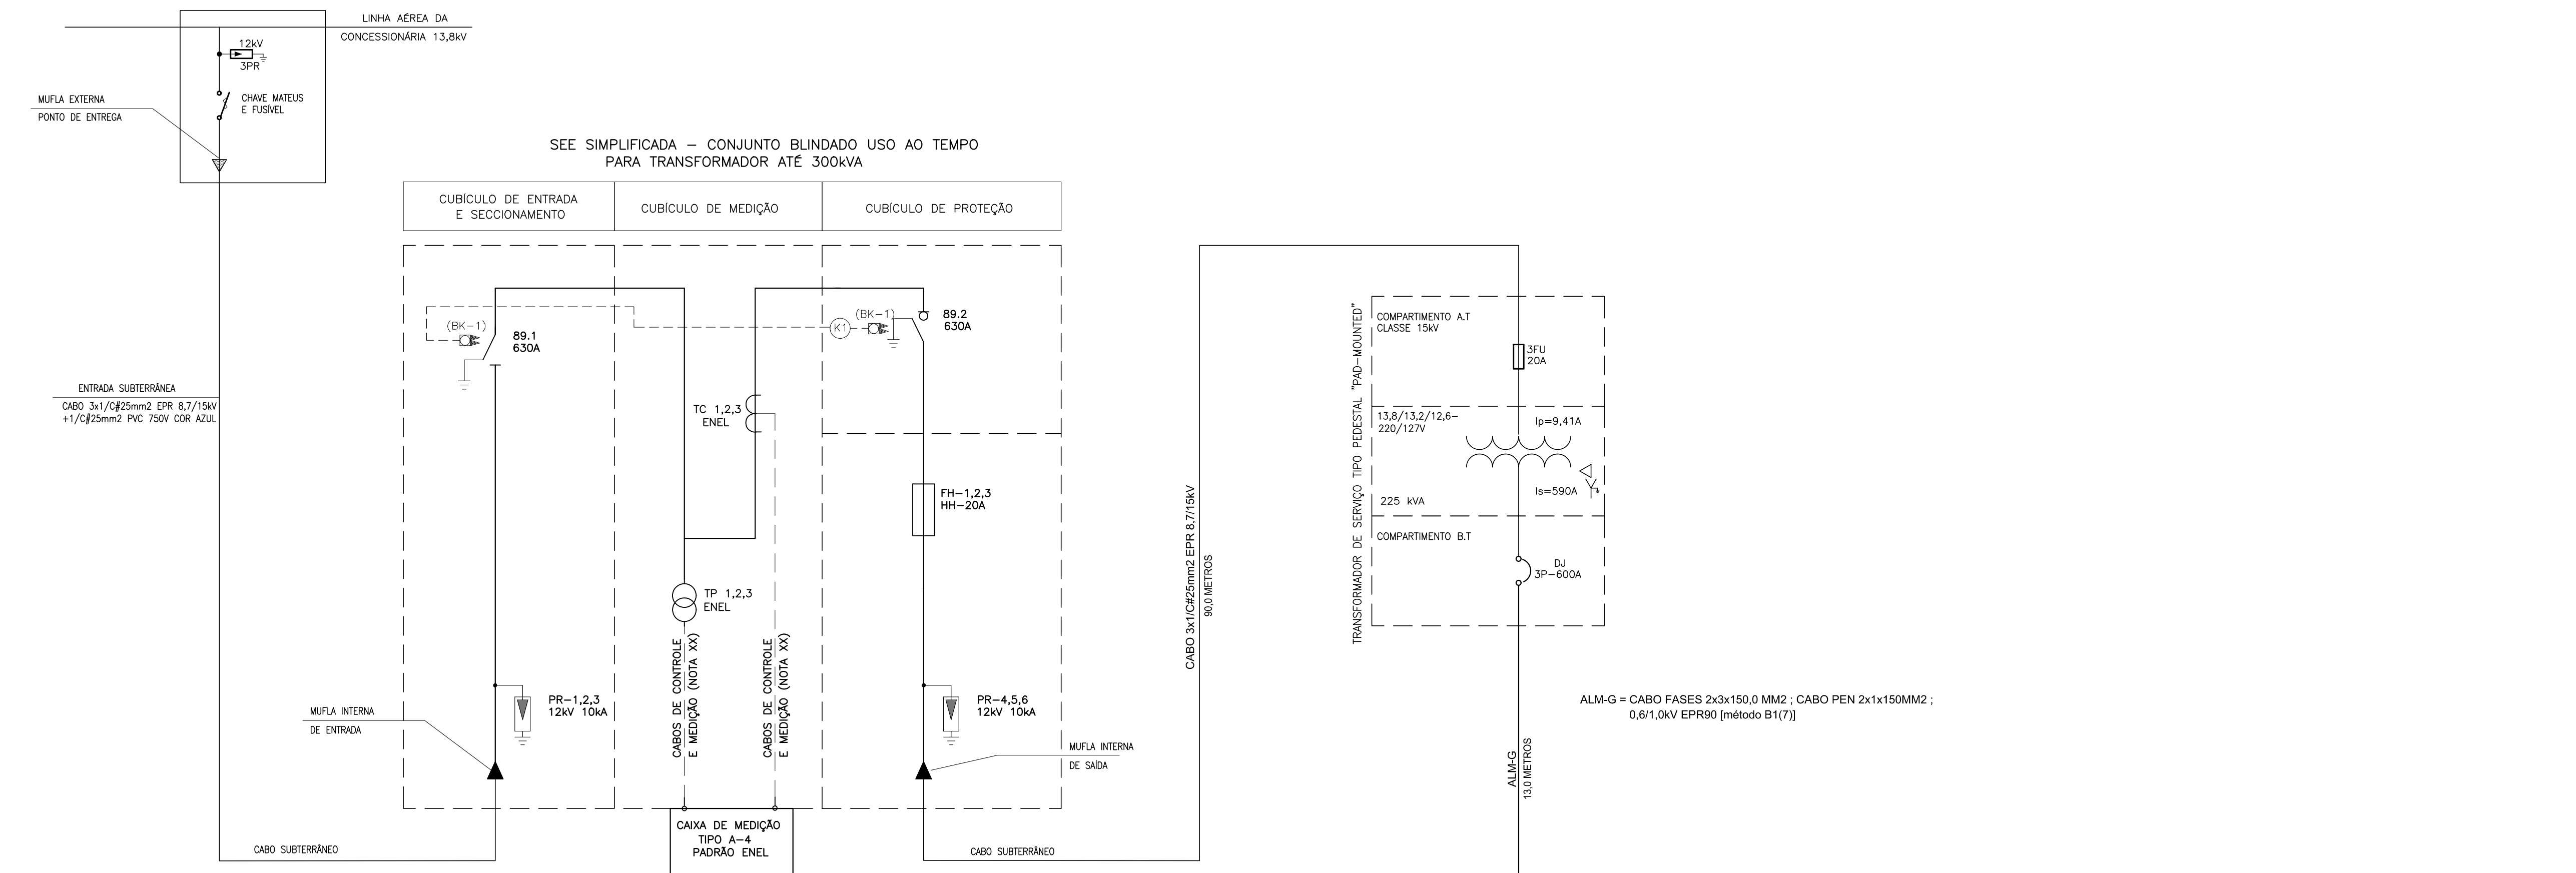 LINHA AÉREA DA
CONCESSIONÁRIA 13,8kV
12kV
3PR
CHAVE MATEUS
E FUSÍVEL
MUFLA EXTERNA
PONTO DE ENTREGA
SEE SIMPLIFICADA – CONJUNTO BLINDADO USO AO TEMPO
PARA TRANSFORMADOR ATÉ 300kVA
CUBÍCULO DE ENTRADA
E SECCIONAMENTO
CUBÍCULO DE MEDIÇÃO
CUBÍCULO DE PROTEÇÃO
(BK–1)
89.1
630A
K1
(BK–1)
89.2
630A
ENTRADA SUBTERRÂNEA
CABO 3x1/C#25mm2 EPR 8,7/15kV
+1/C#25mm2 PVC 750V COR AZUL
TC 1,2,3
ENEL
FH–1,2,3
HH–20A
TP 1,2,3
ENEL
CABOS DE CONTROLE
E MEDIÇÃO (NOTA XX)
CABOS DE CONTROLE
E MEDIÇÃO (NOTA XX)
PR–1,2,3
12kV 10kA
PR–4,5,6
12kV 10kA
MUFLA INTERNA
DE ENTRADA
MUFLA INTERNA
DE SAÍDA
CAIXA DE MEDIÇÃO
TIPO A–4
PADRÃO ENEL
CABO SUBTERRÂNEO
CABO SUBTERRÂNEO
CABO 3x1/C#25mm2 EPR 8,7/15kV
90,0 METROS
TRANSFORMADOR DE SERVIÇO TIPO PEDESTAL "PAD–MOUNTED"
COMPARTIMENTO A.T
CLASSE 15kV
3FU
20A
13,8/13,2/12,6–
220/127V
Ip=9,41A
Is=590A
225 kVA
COMPARTIMENTO B.T
DJ
3P–600A
ALM-G = CABO FASES 2x3x150,0 MM2 ; CABO PEN 2x1x150MM2 ;
0,6/1,0kV EPR90 [método B1(7)]
ALM-G
13,0 METROS